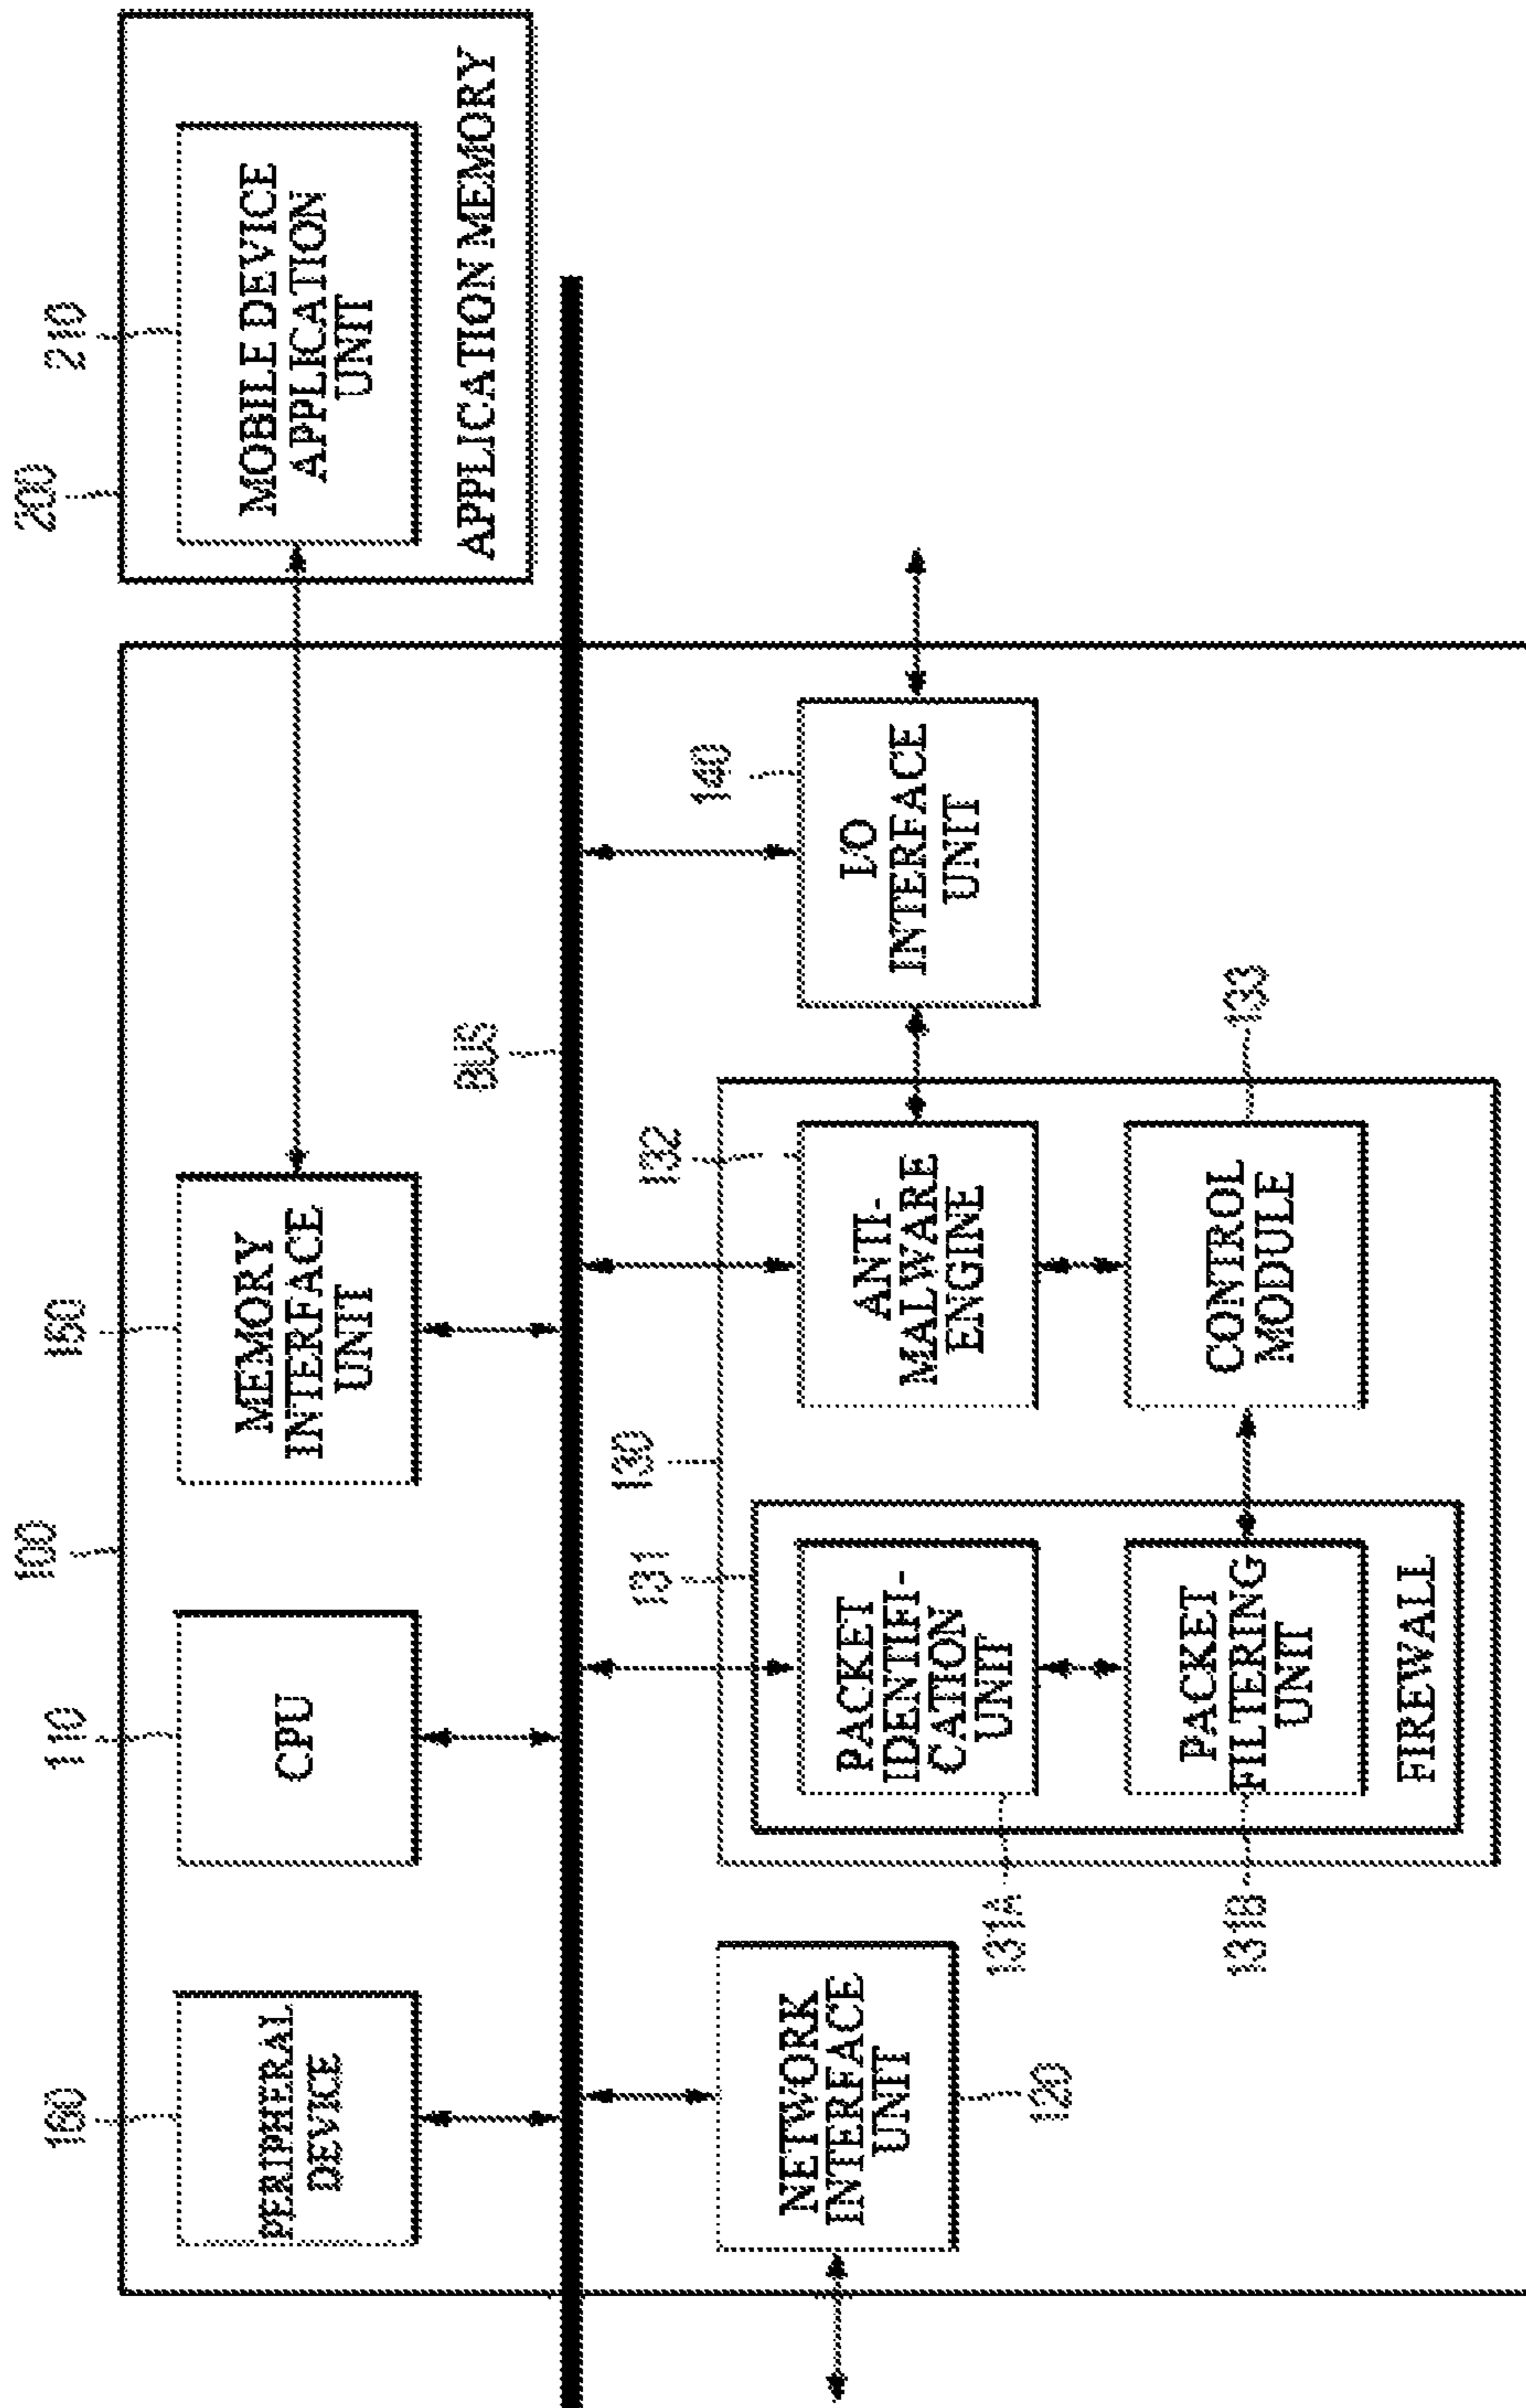 100
200
210
160
110
150
PERIPHERAL
DEVICE
CPU
MEMORY
INTERFACE
UNIT
MOBILE DEVICE
APPLICATION
UNIT
APPLICATION MEMORY
BUS
131
130
132
140
NETWORK
INTERFACE
UNIT
120
PACKET
IDENTIFI-
CATION
UNIT
131A
ANTI-
MALWARE
ENGINE
I/O
INTERFACE
UNIT
PACKET
FILTERING
UNIT
131B
CONTROL
MODULE
133
FIREWALL